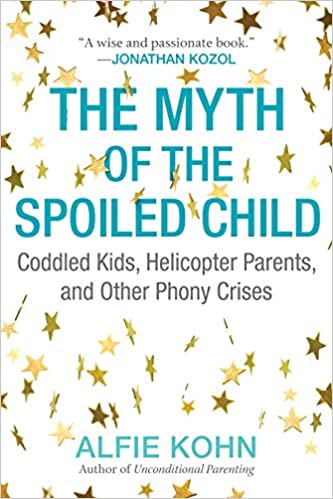 “A wise and passionate book.”
—JONATHAN KOZOL
THE MYTH
OF THE
SPOILED CHILD
Coddled Kids, Helicopter Parents,
and Other Phony Crises
ALFIE KOHN
Author of Unconditional Parenting